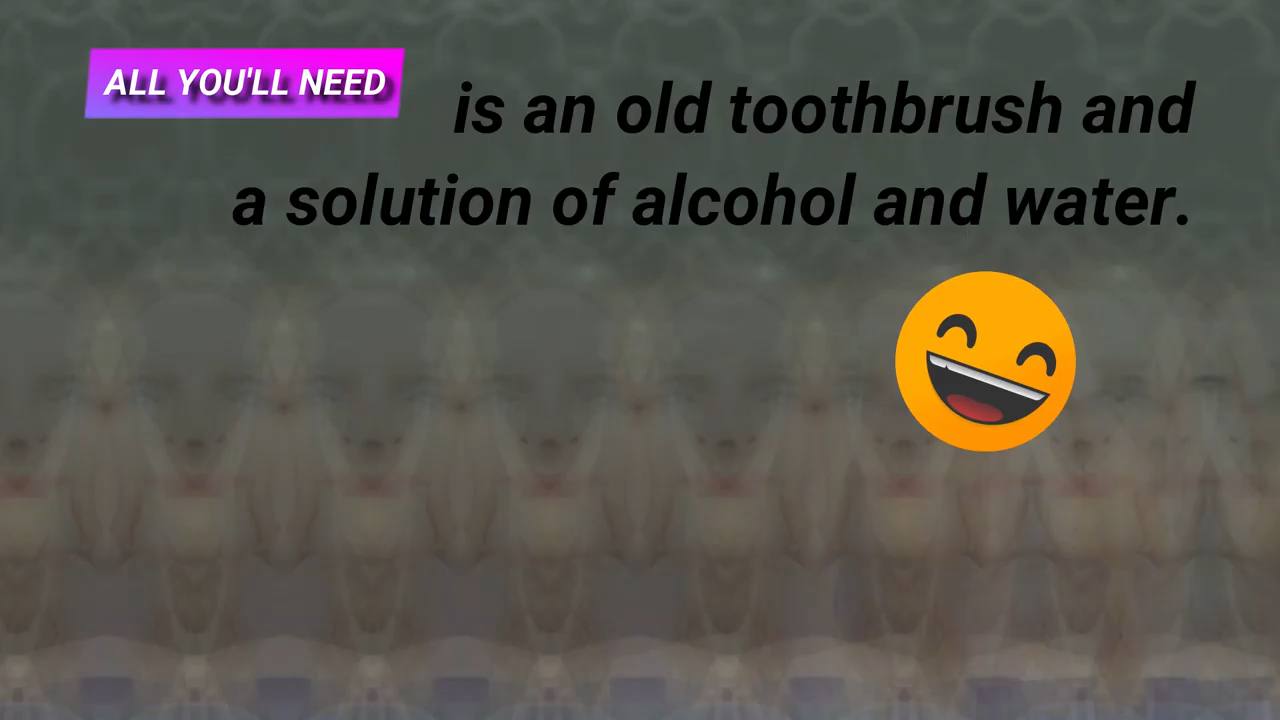 ALL YOU'LL NEED
is an old toothbrush and
a solution of alcohol and water.